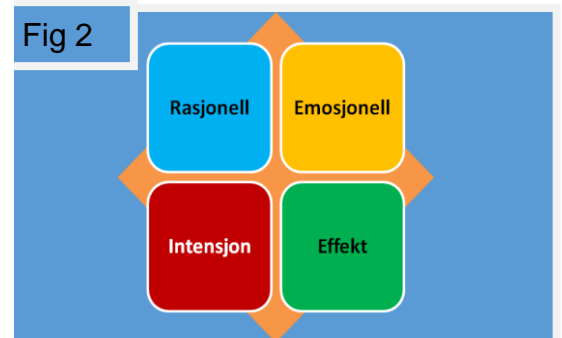 Fig 2
Rasjonell
Emosjonell
Intensjon
Effekt